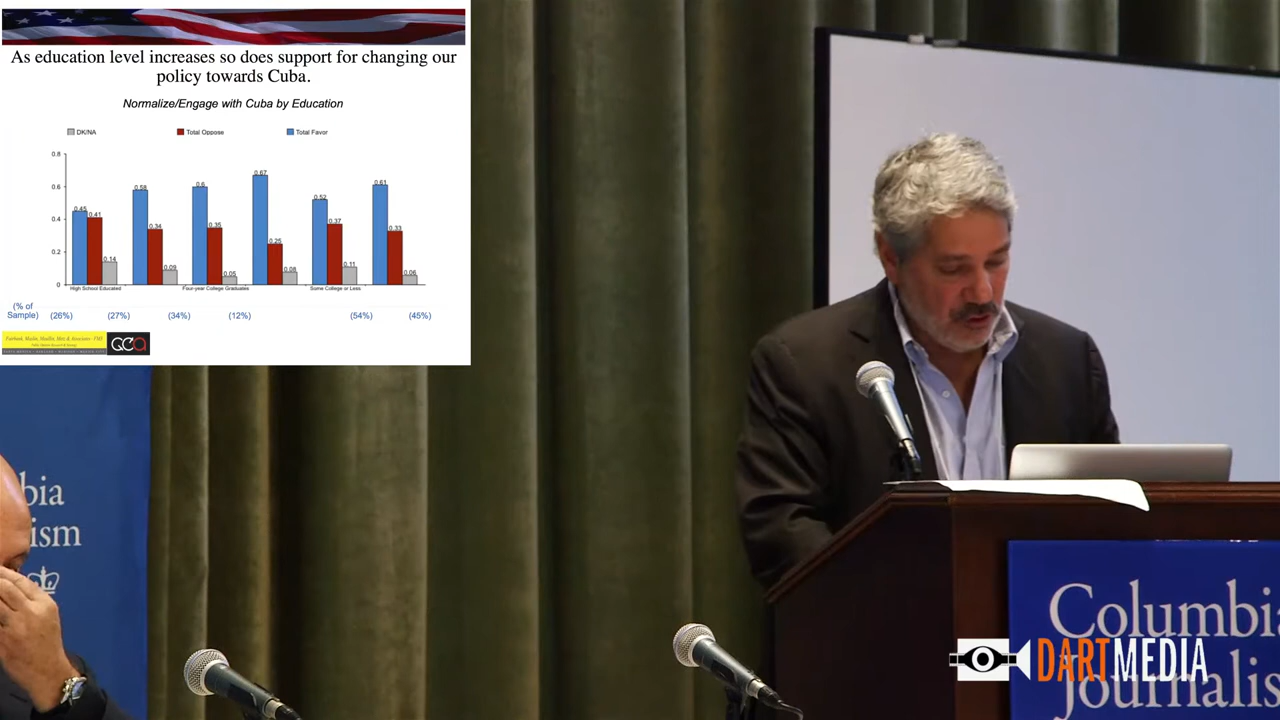 As education level increases so does support for changing our
policy towards Cuba.
Normalize/Engage with Cuba by Education
DK/NA Total Oppose Total Favor
0.8
0.6
0.4
0.2
0
0.45 0.41 0.14
0.58 0.34 0.09
0.6 0.35 0.05
0.67 0.25 0.08
0.52 0.37 0.11
0.61 0.33 0.06
High School Educated Four-year College Graduates Some College or Less
(% of
Sample) (26%) (27%) (34%) (12%) (54%) (45%)
QCA
bia
ism
Columbia
Journalis
DARTMEDIA